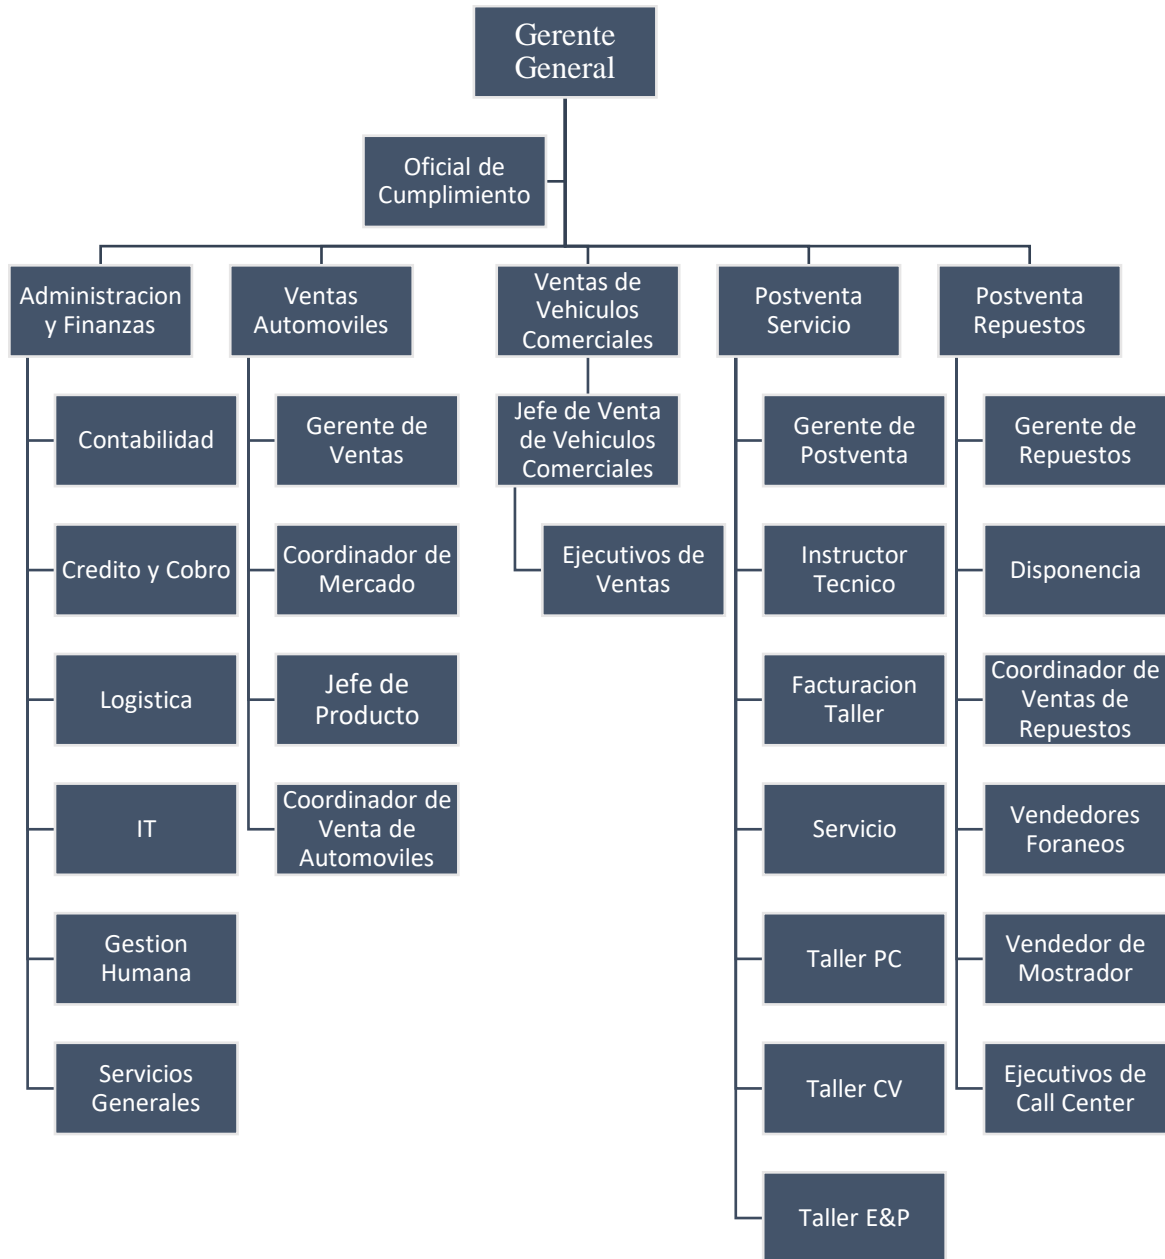 Gerente
General
Oficial de
Cumplimiento
Administracion
y Finanzas
Ventas
Automoviles
Ventas de
Vehiculos
Comerciales
Postventa
Servicio
Postventa
Repuestos
Contabilidad
Credito y Cobro
Logistica
IT
Gestion
Humana
Servicios
Generales
Gerente de
Ventas
Coordinador de
Mercado
Jefe de
Producto
Coordinador de
Venta de
Automoviles
Jefe de Venta
de Vehiculos
Comerciales
Ejecutivos de
Ventas
Gerente de
Postventa
Instructor
Tecnico
Facturacion
Taller
Servicio
Taller PC
Taller CV
Taller E&P
Gerente de
Repuestos
Disponencia
Coordinador de
Ventas de
Repuestos
Vendedores
Foraneos
Vendedor de
Mostrador
Ejecutivos de
Call Center